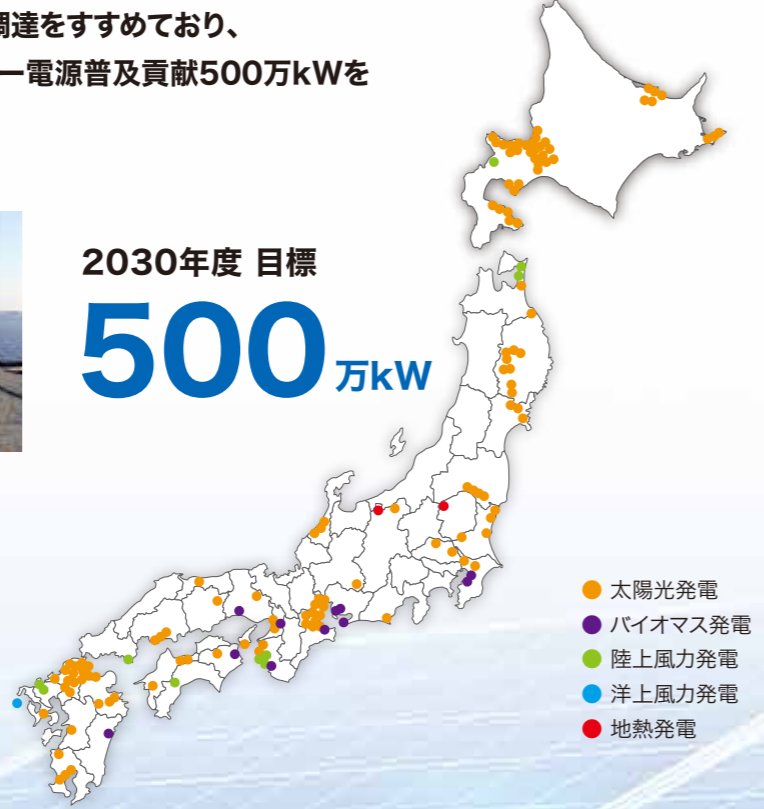 調達をすすめており、
ー電源普及貢献500万kWを
2030年度 目標
500万kW
太陽光発電
バイオマス発電
陸上風力発電
洋上風力発電
地熱発電